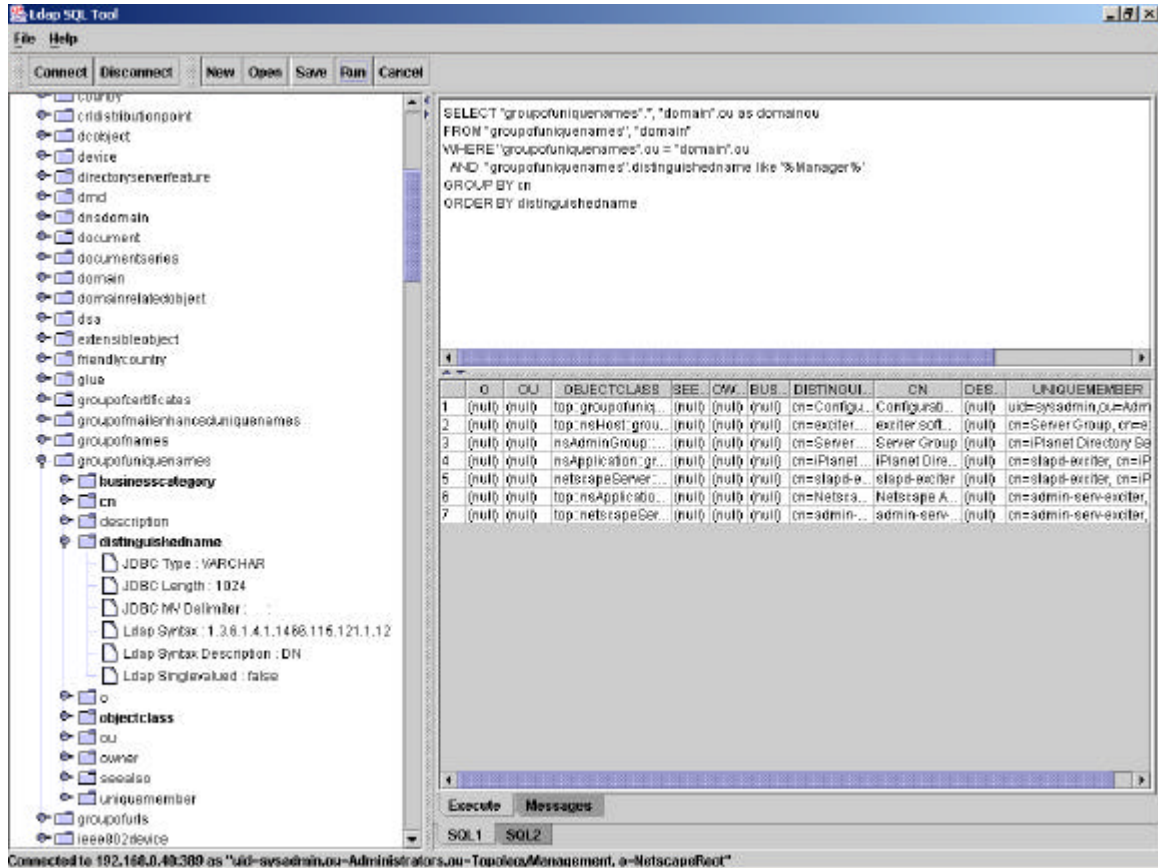 Ldap SQL Tool
File Help
Connect Disconnect New Open Save Run Cancel
country
crldistributionpoint
dcobject
device
directoryserverfeature
dmd
dnsdomain
document
documentseries
domain
domainrelatedobject
dsa
extensibleobject
friendlycountry
glue
groupofcertificates
groupofmailenhanceduniquenames
groupofnames
groupofuniquenames
businesscategory
cn
description
distinguishedname
JDBC Type : VARCHAR
JDBC Length : 1024
JDBC MV Delimiter : :
Ldap Syntax : 1.3.6.1.4.1.1466.115.121.1.12
Ldap Syntax Description : DN
Ldap Singlevalued : false
o
objectclass
ou
owner
seealso
uniquemember
groupofurls
ieee802device
SELECT "groupofuniquenames".*, "domain".ou as domainou
FROM "groupofuniquenames", "domain"
WHERE "groupofuniquenames".ou = "domain".ou
AND "groupofuniquenames".distinguishedname like '%Manager%'
GROUP BY cn
ORDER BY distinguishedname
O OU OBJECTCLASS SEE... OW... BUS... DISTINGUI... CN DES... UNIQUEMEMBER
1 (null) (null) top::groupofuniq... (null) (null) (null) cn=Configu... Configurati... (null) uid=sysadmin,ou=Adm
2 (null) (null) top::nsHost::grou... (null) (null) (null) cn=exciter.... exciter.soft... (null) cn=Server Group, cn=e
3 (null) (null) nsAdminGroup::... (null) (null) (null) cn=Server ... Server Group (null) cn=iPlanet Directory Se
4 (null) (null) nsApplication::gr... (null) (null) (null) cn=iPlanet ... iPlanet Dire... (null) cn=slapd-exciter, cn=iP
5 (null) (null) netscapeServer::... (null) (null) (null) cn=slapd-e... slapd-exciter (null) cn=slapd-exciter, cn=iP
6 (null) (null) top::nsApplicatio... (null) (null) (null) cn=Netsca... Netscape A... (null) cn=admin-serv-exciter,
7 (null) (null) top::netscapeSer... (null) (null) (null) cn=admin-... admin-serv-... (null) cn=admin-serv-exciter,
Execute Messages
SQL1 SQL2
Connected to 192.168.0.40:389 as "uid=sysadmin,ou=Administrators,ou=TopologyManagement, o=NetscapeRoot"